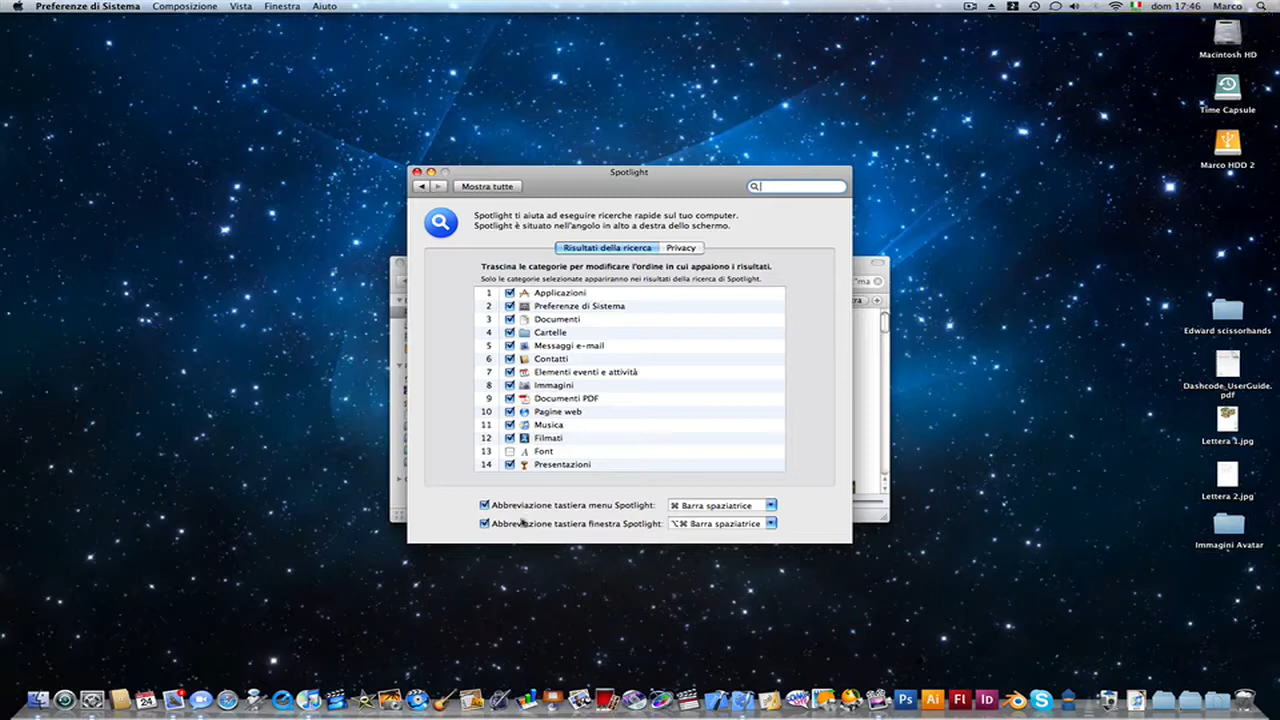 Preferenze di Sistema Composizione Vista Finestra Aiuto
dom 17:46 Marco
Macintosh HD
Time Capsule
Marco HDD 2
Spotlight
Mostra tutte
Spotlight ti aiuta ad eseguire ricerche rapide sul tuo computer.
Spotlight è situato nell'angolo in alto a destra dello schermo.
Risultati della ricerca Privacy
Trascina le categorie per modificare l'ordine in cui appaiono i risultati.
Solo le categorie selezionate appariranno nei risultati della ricerca di Spotlight.
1 Applicazioni
2 Preferenze di Sistema
3 Documenti
4 Cartelle
5 Messaggi e-mail
6 Contatti
7 Elementi eventi e attività
8 Immagini
9 Documenti PDF
10 Pagine web
11 Musica
12 Filmati
13 Font
14 Presentazioni
Abbreviazione tastiera menu Spotlight: ⌘ Barra spaziatrice
Abbreviazione tastiera finestra Spotlight: ⌥⌘ Barra spaziatrice
"ma
tra
Edward scissorhands
Dashcode_UserGuide.
pdf
Lettera 1.jpg
Lettera 2.jpg
Immagini Avatar
24
Ps Ai Fl Id